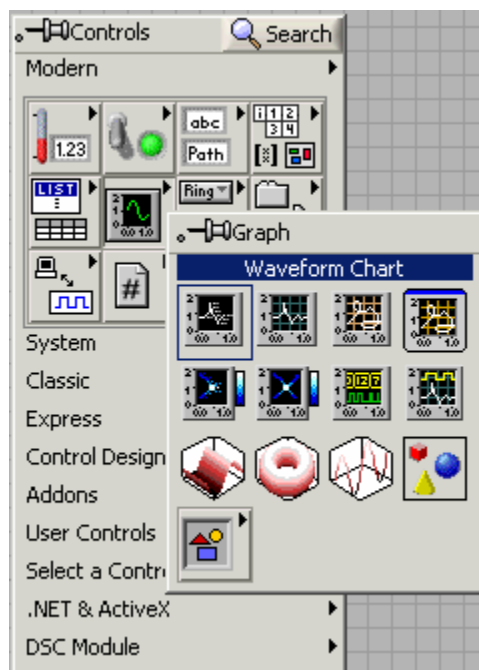 Controls
Search
Modern
1.23
abc
Path
1 2
3 4
LIST
Ring
#
Graph
Waveform Chart
System
Classic
Express
Control Design
Addons
User Controls
Select a Contr
.NET & ActiveX
DSC Module